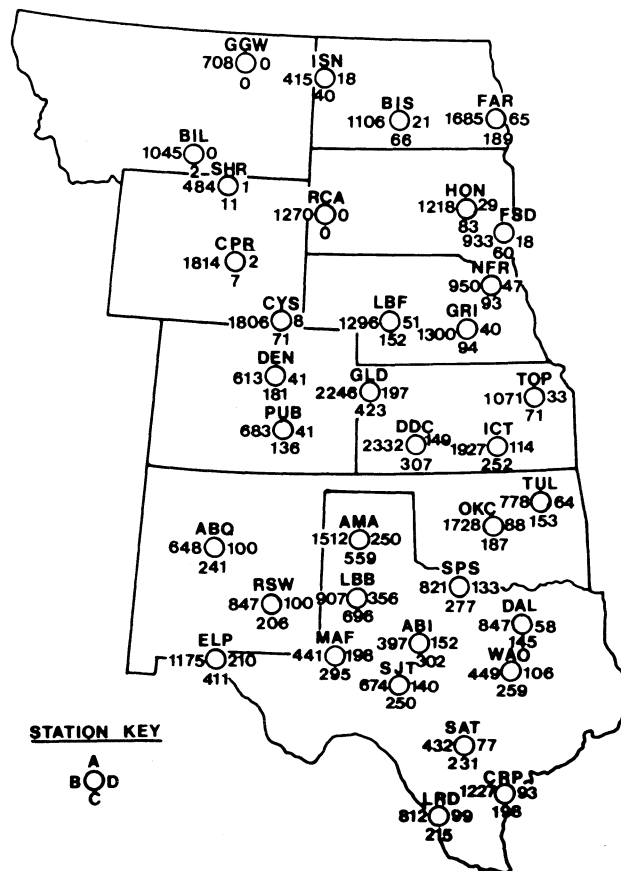 GGW
708 0
0
ISN
415 18
40
BIS
1106 21
66
FAR
1685 65
189
BIL
1045 0
2
SHR
484 1
11
RCA
1270 0
0
HON
1218 29
83
FSD
933 18
60
CPR
1814 2
7
NFR
950 47
93
CYS
1806 8
71
LBF
1296 51
152
GRI
1300 40
94
DEN
613 41
181
GLD
2246 197
423
TOP
1071 33
71
PUB
683 41
136
DDC
2332 149
307
ICT
1927 114
252
TUL
778 64
153
OKC
1728 88
187
ABQ
648 100
241
AMA
1512 250
559
SPS
821 133
277
RSW
847 100
206
LBB
907 356
696
DAL
847 58
145
ABI
397 152
302
ELP
1175 210
411
MAF
441 198
295
WAO
449 106
259
SJT
674 140
250
STATION KEY
A
B D
C
SAT
432 77
231
CRPS
1227 93
196
LRD
812 99
215